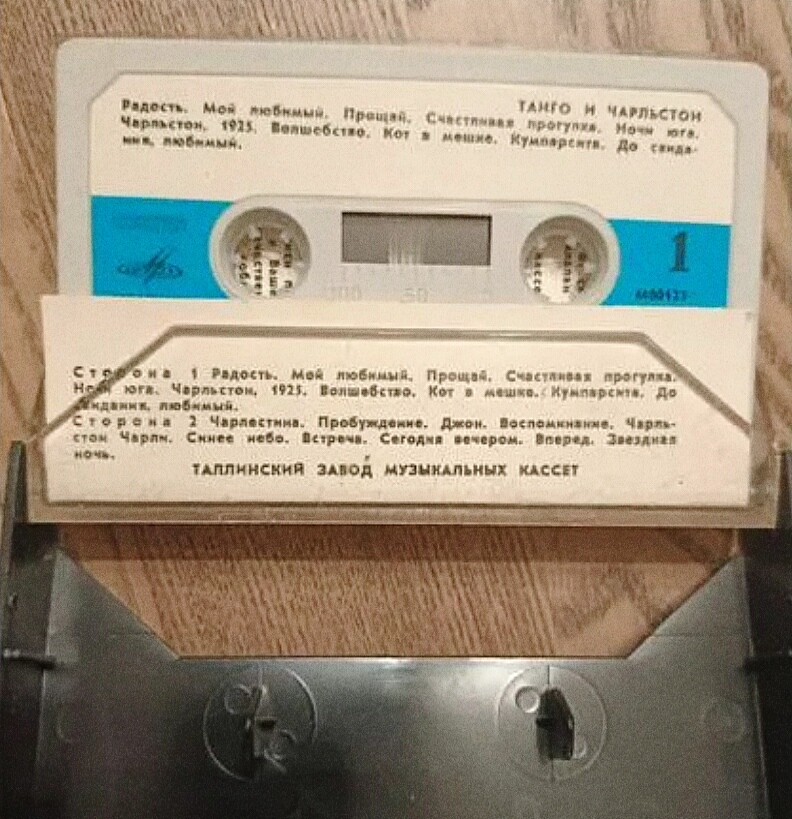 ТАНГО И ЧАРЛЬСТОН
Радость. Мой любимый. Прощай. Счастливая прогулка. Ночи юга.
Чарльстон, 1925. Волшебство. Кот в мешке. Кумпарсита. До свида-
ния, любимый.
1
100 50
Сторона 1 Радость. Мой любимый. Прощай. Счастливая прогулка.
Ночи юга. Чарльстон, 1925. Волшебство. Кот в мешке. Кумпарсита. До
свидания, любимый.
Сторона 2 Чарлестина. Пробуждение. Джон. Воспоминание. Чарль-
стон Чарли. Синее небо. Встреча. Сегодня вечером. Вперед. Звездная
ночь.
ТАЛЛИНСКИЙ ЗАВОД МУЗЫКАЛЬНЫХ КАССЕТ